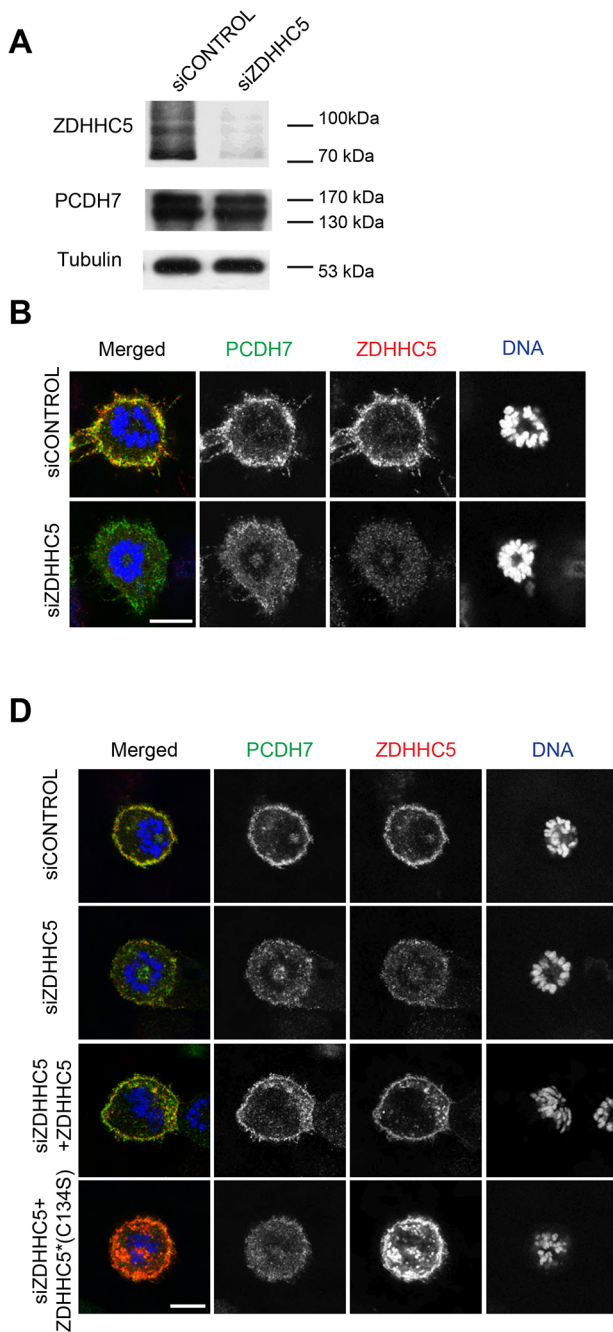 A
siCONTROL
siZDHHC5
ZDHHC5
100kDa
70 kDa
PCDH7
170 kDa
130 kDa
Tubulin
53 kDa
B
Merged
PCDH7
ZDHHC5
DNA
siCONTROL
siZDHHC5
D
Merged
PCDH7
ZDHHC5
DNA
siCONTROL
siZDHHC5
siZDHHC5
+ZDHHC5
siZDHHC5+
ZDHHC5*(C134S)